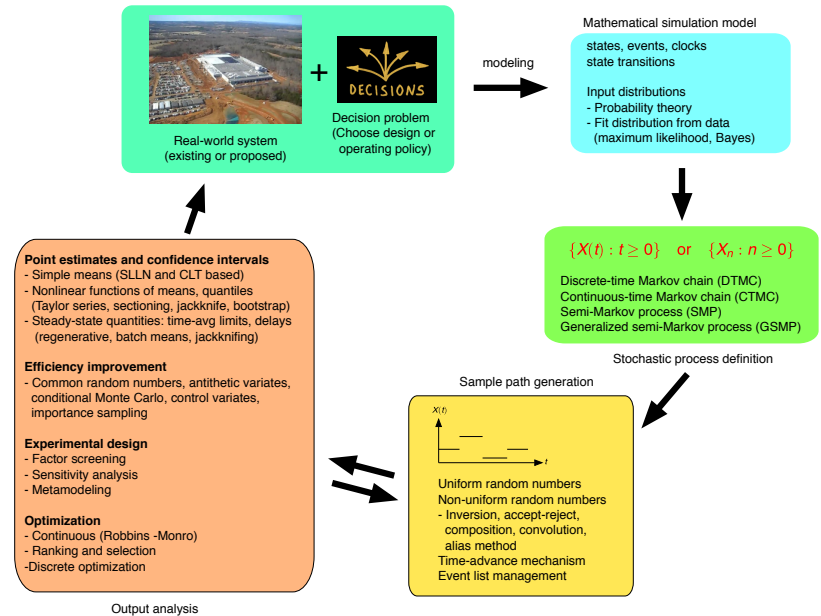 +
DECISIONS
Real-world system
(existing or proposed)
Decision problem
(Choose design or
operating policy)
modeling
Mathematical simulation model
states, events, clocks
state transitions
Input distributions
- Probability theory
- Fit distribution from data
(maximum likelihood, Bayes)
{X(t) : t ≥ 0} or {Xₙ : n ≥ 0}
Discrete-time Markov chain (DTMC)
Continuous-time Markov chain (CTMC)
Semi-Markov process (SMP)
Generalized semi-Markov process (GSMP)
Stochastic process definition
Sample path generation
X(t)
t
Uniform random numbers
Non-uniform random numbers
- Inversion, accept-reject,
composition, convolution,
alias method
Time-advance mechanism
Event list management
Point estimates and confidence intervals
- Simple means (SLLN and CLT based)
- Nonlinear functions of means, quantiles
(Taylor series, sectioning, jackknife, bootstrap)
- Steady-state quantities: time-avg limits, delays
(regenerative, batch means, jackknifing)
Efficiency improvement
- Common random numbers, antithetic variates,
conditional Monte Carlo, control variates,
importance sampling
Experimental design
- Factor screening
- Sensitivity analysis
- Metamodeling
Optimization
- Continuous (Robbins -Monro)
- Ranking and selection
-Discrete optimization
Output analysis